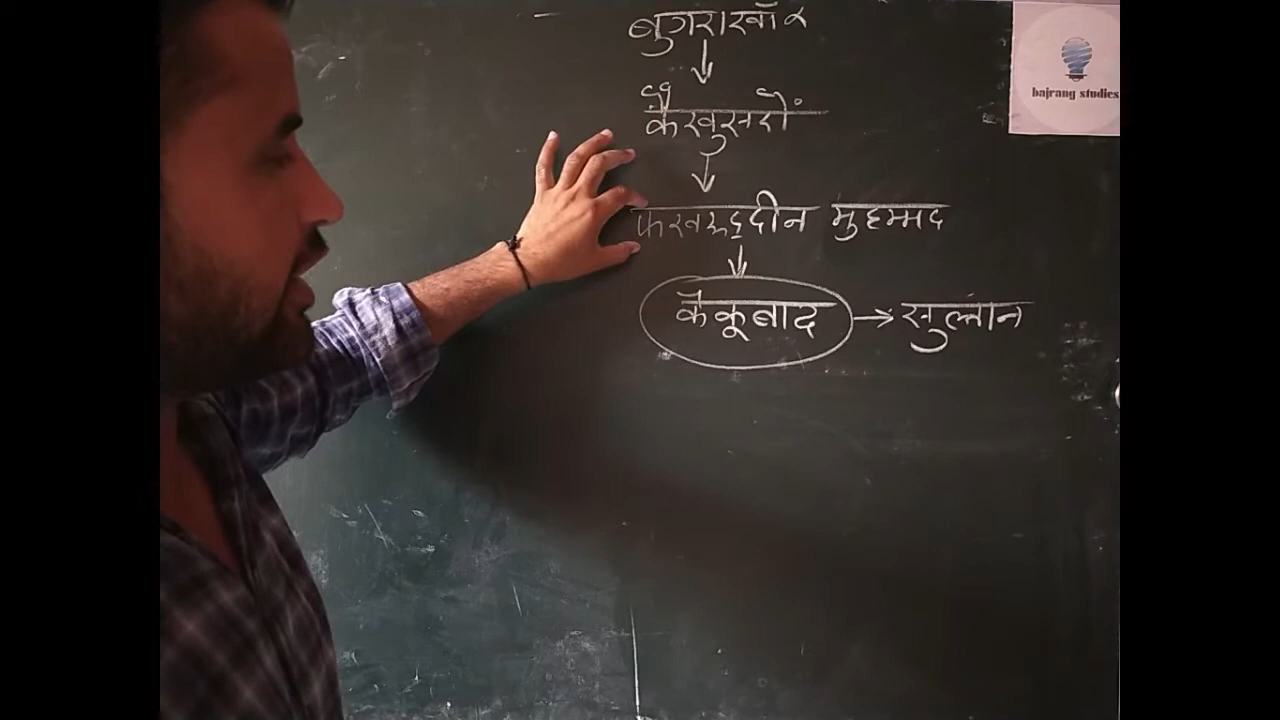 बुगराखाँ
कैखुसरों
फखरुद्दीन मुहम्मद
कैकूबाद → सुल्तान
bajrang studies